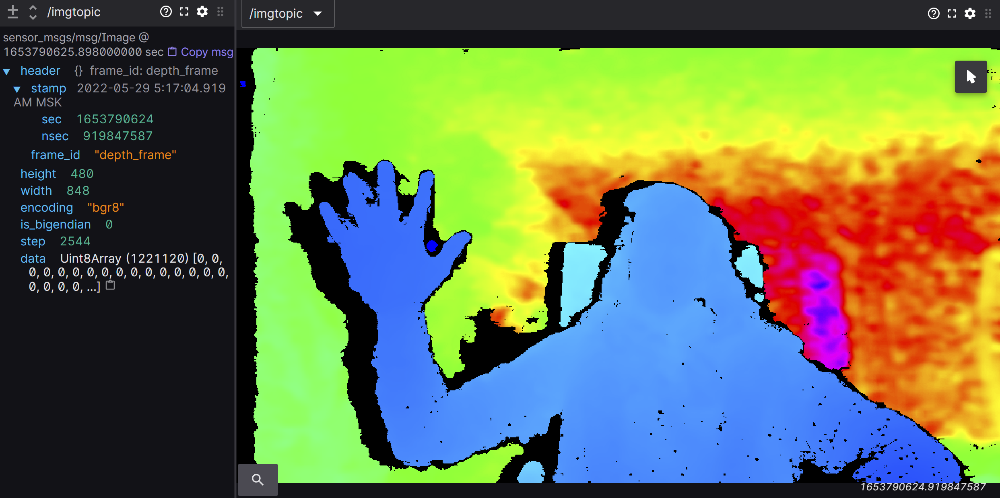 /imgtopic
/imgtopic
sensor_msgs/msg/Image @
1653790625.898000000 sec Copy msg
header {} frame_id: depth_frame
stamp 2022-05-29 5:17:04.919
AM MSK
sec 1653790624
nsec 919847587
frame_id "depth_frame"
height 480
width 848
encoding "bgr8"
is_bigendian 0
step 2544
data Uint8Array (1221120) [0, 0,
0, 0, 0, 0, 0, 0, 0, 0, 0, 0, 0, 0,
0, 0, 0, 0, ...]
1653790624.919847587